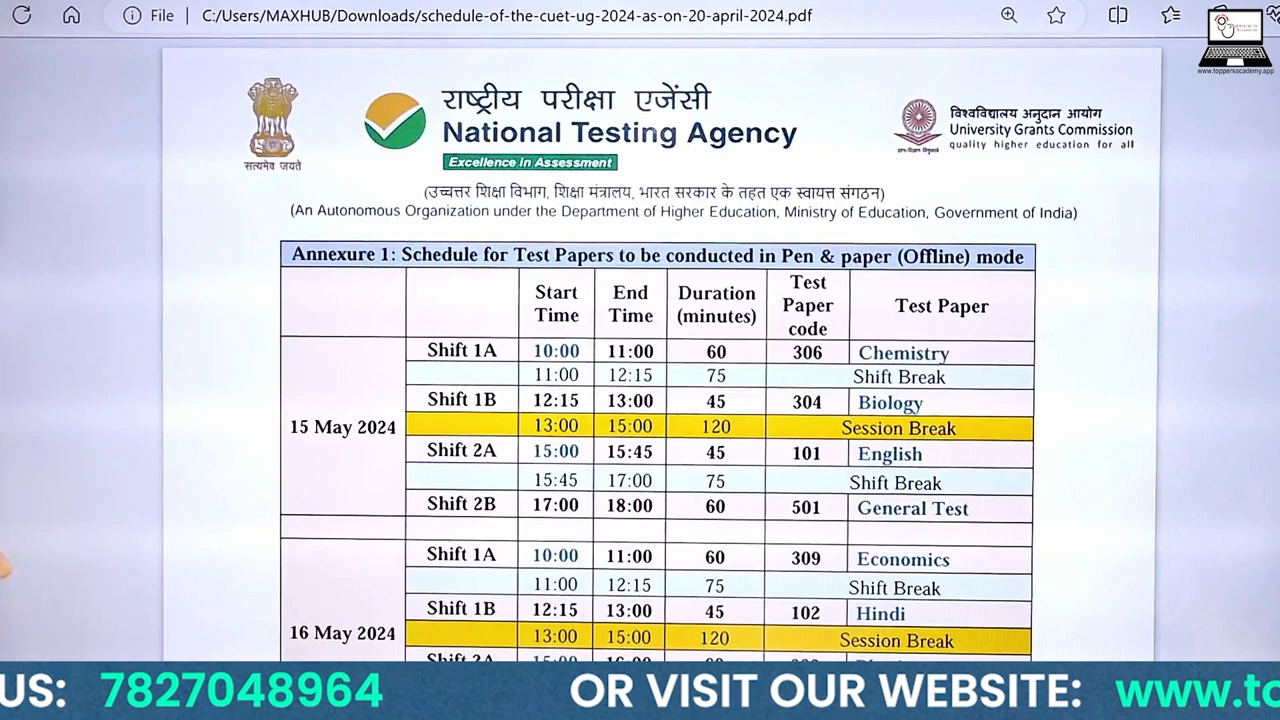 File | C:/Users/MAXHUB/Downloads/schedule-of-the-cuet-ug-2024-as-on-20-april-2024.pdf
www.toppersacademy.app
राष्ट्रीय परीक्षा एजेंसी
National Testing Agency
Excellence in Assessment
सत्यमेव जयते
विश्वविद्यालय अनुदान आयोग
University Grants Commission
quality higher education for all
(उच्चत्तर शिक्षा विभाग, शिक्षा मंत्रालय, भारत सरकार के तहत एक स्वायत्त संगठन)
(An Autonomous Organization under the Department of Higher Education, Ministry of Education, Government of India)
Annexure 1: Schedule for Test Papers to be conducted in Pen & paper (Offline) mode
Start Time End Time Duration (minutes) Test Paper code Test Paper
15 May 2024
Shift 1A 10:00 11:00 60 306 Chemistry
11:00 12:15 75 Shift Break
Shift 1B 12:15 13:00 45 304 Biology
13:00 15:00 120 Session Break
Shift 2A 15:00 15:45 45 101 English
15:45 17:00 75 Shift Break
Shift 2B 17:00 18:00 60 501 General Test
16 May 2024
Shift 1A 10:00 11:00 60 309 Economics
11:00 12:15 75 Shift Break
Shift 1B 12:15 13:00 45 102 Hindi
13:00 15:00 120 Session Break
Shift 2A
US: 7827048964 OR VISIT OUR WEBSITE: www.to